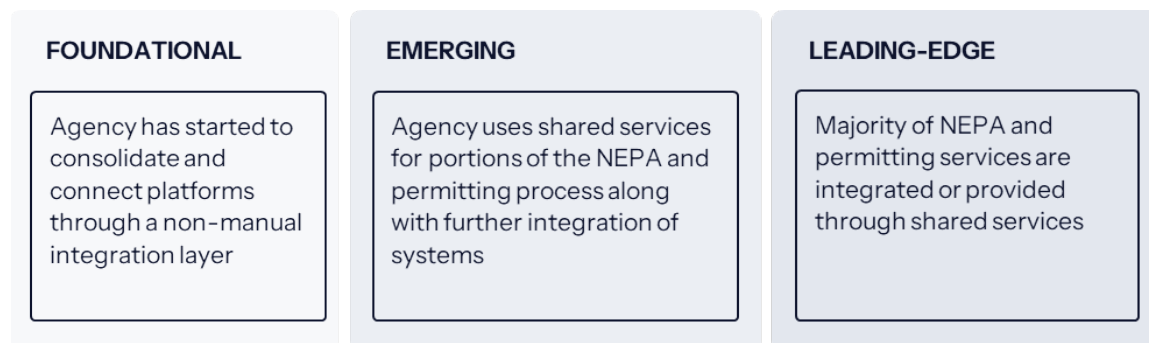 FOUNDATIONAL
Agency has started to
consolidate and
connect platforms
through a non-manual
integration layer
EMERGING
Agency uses shared services
for portions of the NEPA and
permitting process along
with further integration of
systems
LEADING-EDGE
Majority of NEPA and
permitting services are
integrated or provided
through shared services